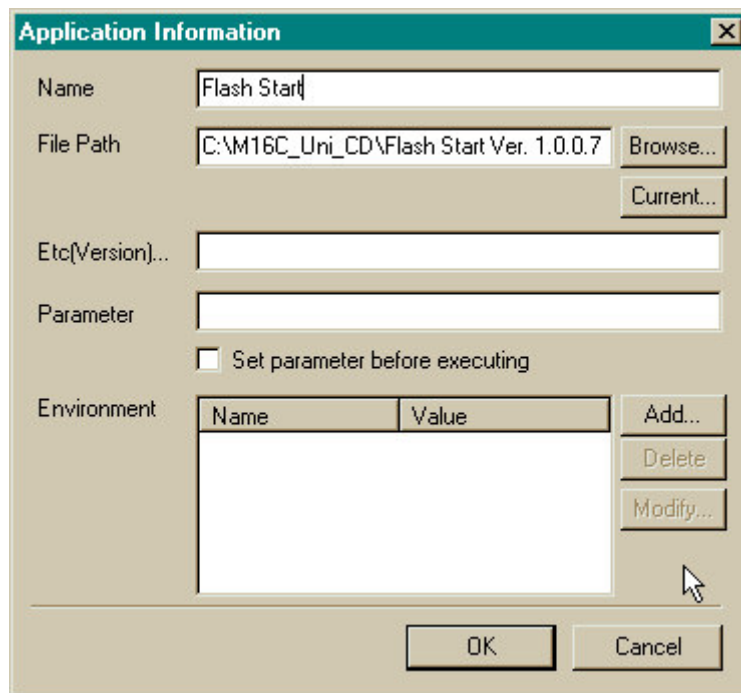 Application Information
Name Flash Start
File Path C:\M16C_Uni_CD\Flash Start Ver. 1.0.0.7 Browse...
Current...
Etc(Version)...
Parameter
Set parameter before executing
Environment Name Value Add...
Delete
Modify...
OK Cancel